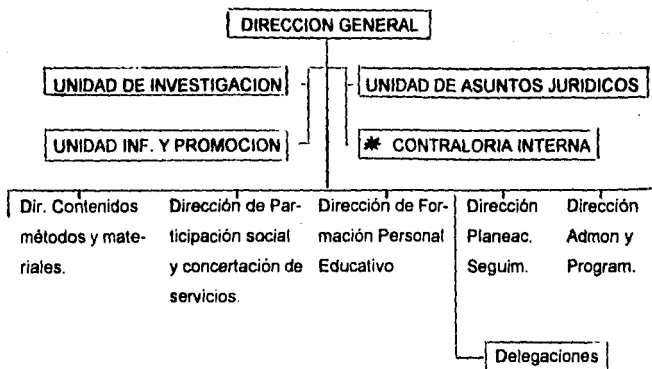 DIRECCION GENERAL
UNIDAD DE INVESTIGACION
UNIDAD DE ASUNTOS JURIDICOS
UNIDAD INF. Y PROMOCION
* CONTRALORIA INTERNA
Dir. Contenidos
métodos y mate-
riales.
Dirección de Par-
ticipación social
y concertación de
servicios.
Dirección de For-
mación Personal
Educativo
Dirección
Planeac.
Seguim.
Dirección
Admon y
Program.
Delegaciones